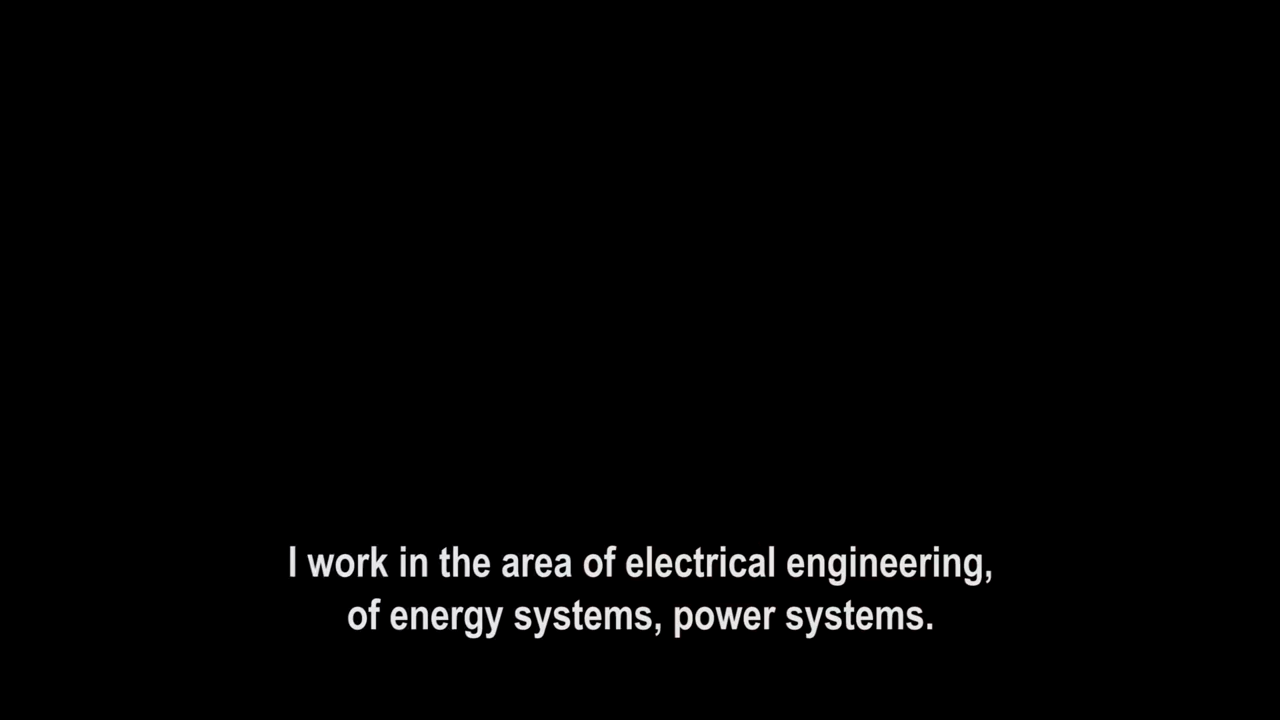 I work in the area of electrical engineering,
of energy systems, power systems.